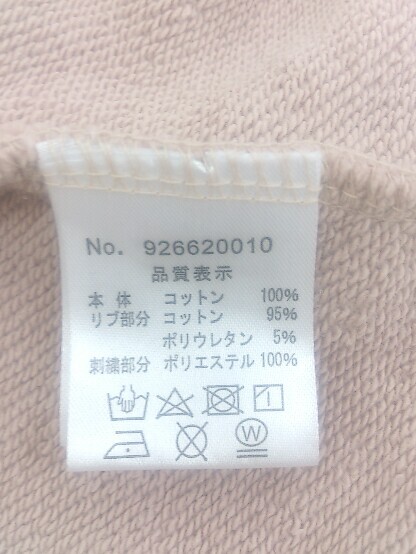 No. 926620010
品質表示
本体 コットン 100%
リブ部分 コットン 95%
ポリウレタン 5%
刺繍部分 ポリエステル 100%
W